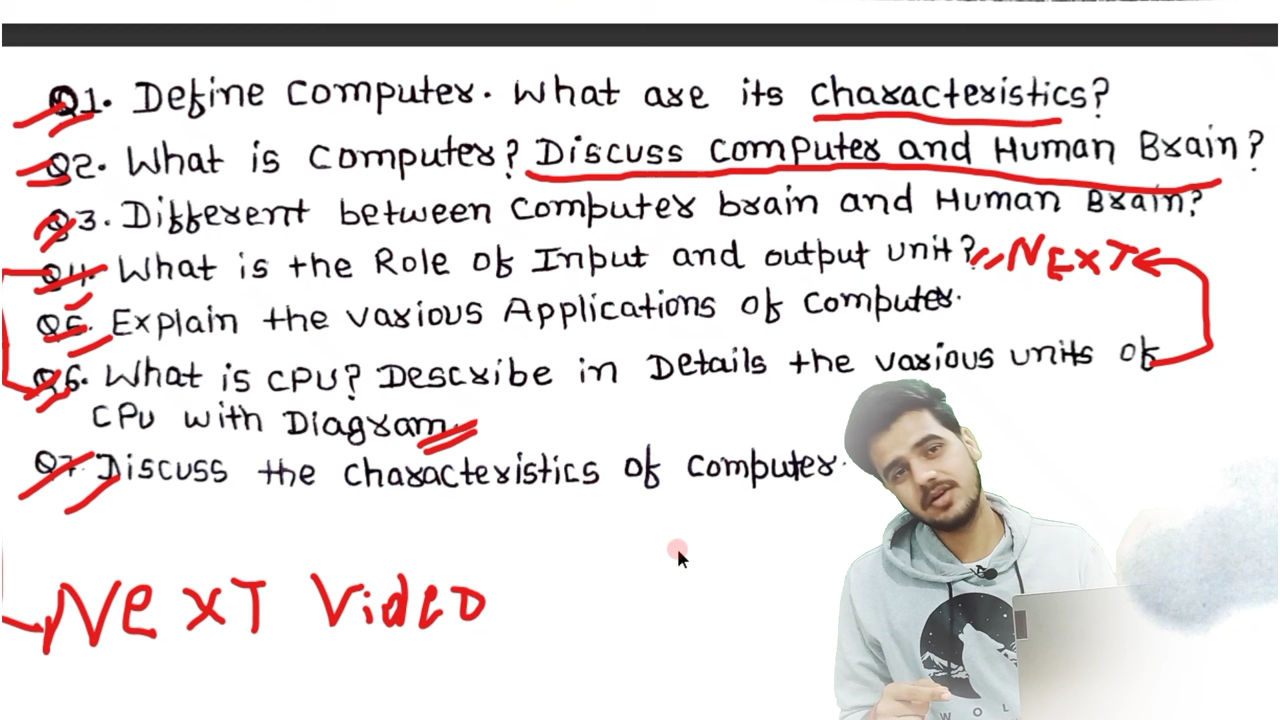 Q1. Define Computer. What are its characteristics?
Q2. What is Computer? Discuss Computer and Human Brain?
Q3. Different between Computer brain and Human Brain?
Q4. What is the Role of Input and output unit? NEXT
Q5. Explain the various Applications of Computer.
Q6. What is CPU? Describe in Details the various units of
CPU with Diagram
Q7. Discuss the characteristics of Computer.
NexT Video
WOL